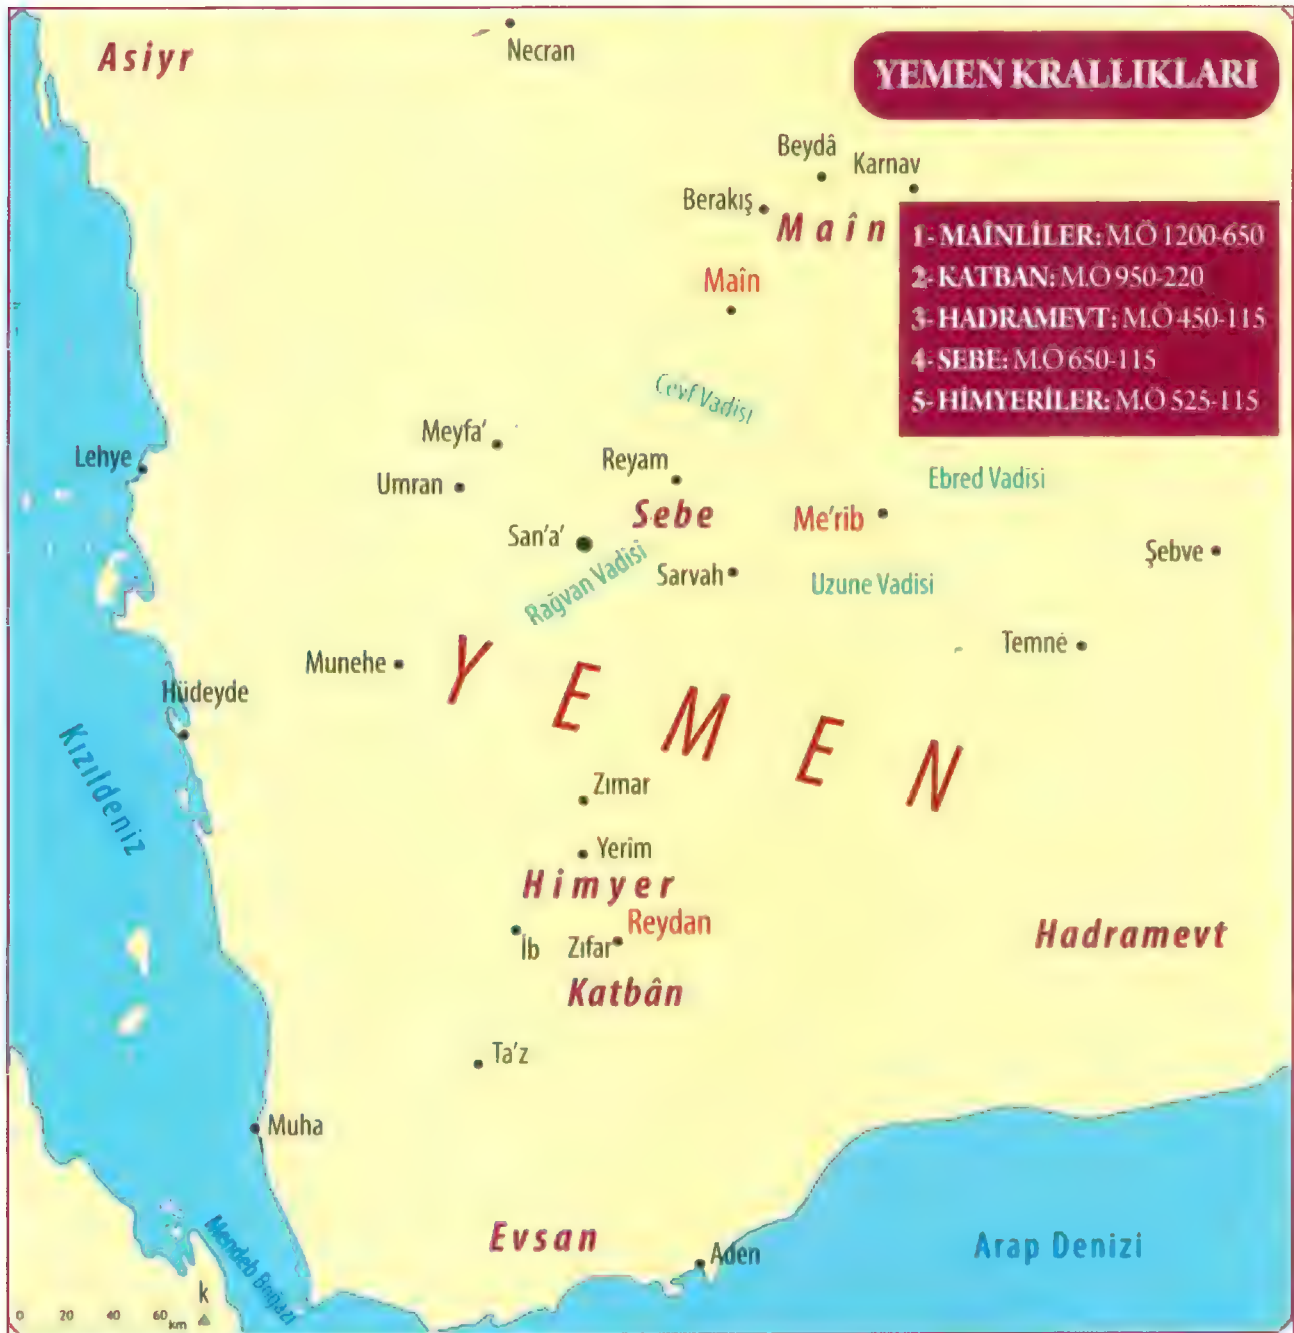 Asiyr
Necran
YEMEN KRALLIKLARI
Beydâ
Karnav
Berakış
Maîn
1- MAİNLİLER: M.Ö 1200-650
2- KATBAN: M.Ö 950-220
3- HADRAMEVT: M.Ö 450-115
4- SEBE: M.Ö 650-115
5- HİMYERİLER: M.Ö 525-115
Maîn
Cevf Vadisi
Meyfa'
Lehye
Reyam
Umran
Ebred Vadisi
Sebe
Me'rib
San'a'
Şebve
Rağvan Vadisi
Sarvah
Uzune Vadisi
Temne
Munehe
YEMEN
Hüdeyde
Kızıldeniz
Zımar
Yerim
Himyer
Reydan
İb
Zıfar
Hadramevt
Katbân
Ta'z
Muha
Evsan
Aden
Arap Denizi
Mendeb Boğazı
k
0 20 40 60 km